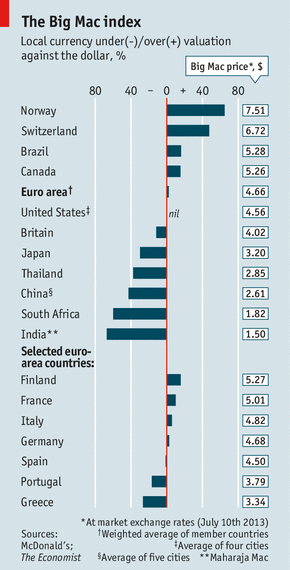 The Big Mac index
Local currency under(-)/over(+) valuation
against the dollar, %
Big Mac price*, $
80 40 – 0 + 40 80
Norway 7.51
Switzerland 6.72
Brazil 5.28
Canada 5.26
Euro area† 4.66
United States‡ nil 4.56
Britain 4.02
Japan 3.20
Thailand 2.85
China§ 2.61
South Africa 1.82
India** 1.50
Selected euro-
area countries:
Finland 5.27
France 5.01
Italy 4.82
Germany 4.68
Spain 4.50
Portugal 3.79
Greece 3.34
*At market exchange rates (July 10th 2013)
Sources: †Weighted average of member countries
McDonald's; ‡Average of four cities
The Economist §Average of five cities **Maharaja Mac